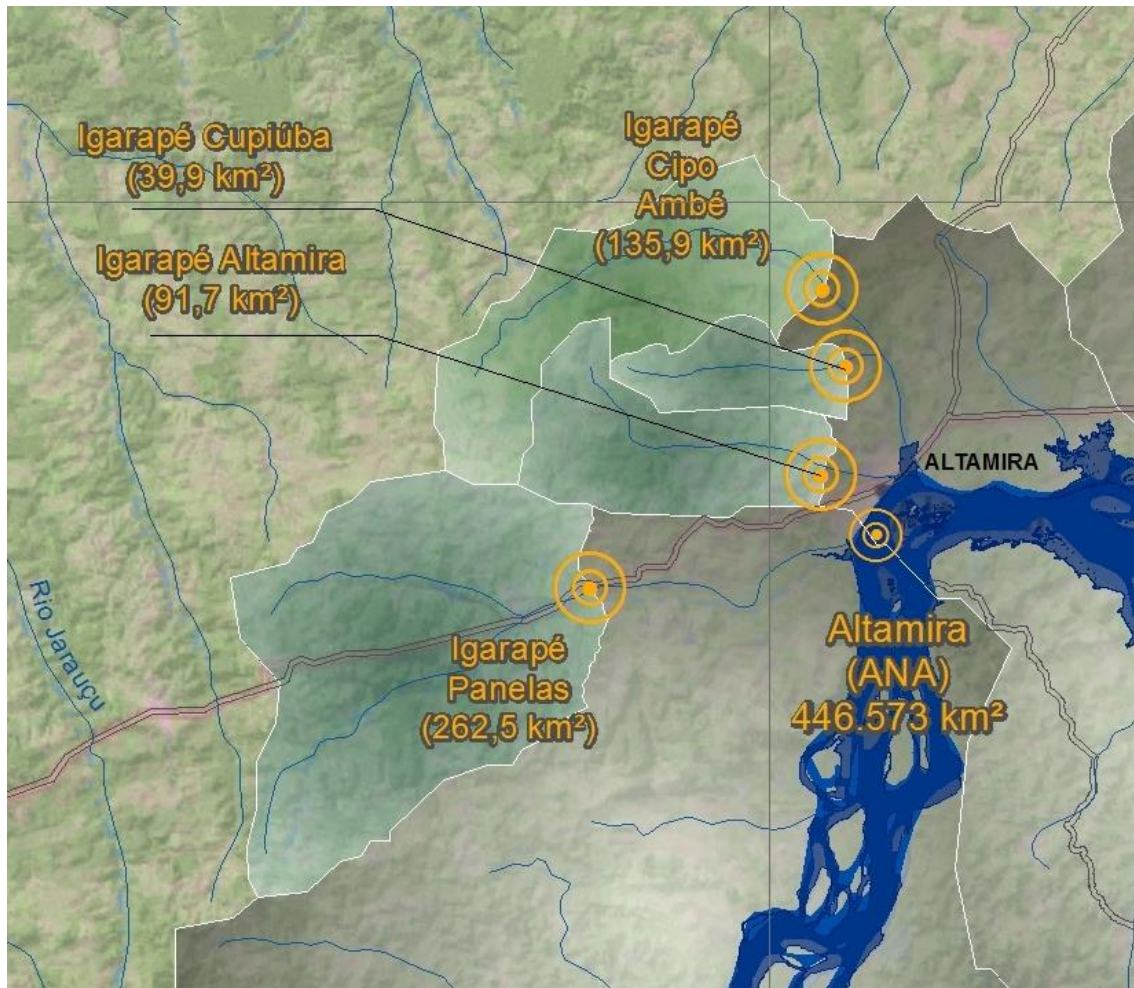 Igarapé Cupiúba
(39,9 km²)
Igarapé Altamira
(91,7 km²)
Igarapé
Cipo
Ambé
(135,9 km²)
ALTAMIRA
Rio Jarauçu
Igarapé
Panelas
(262,5 km²)
Altamira
(ANA)
446.573 km²